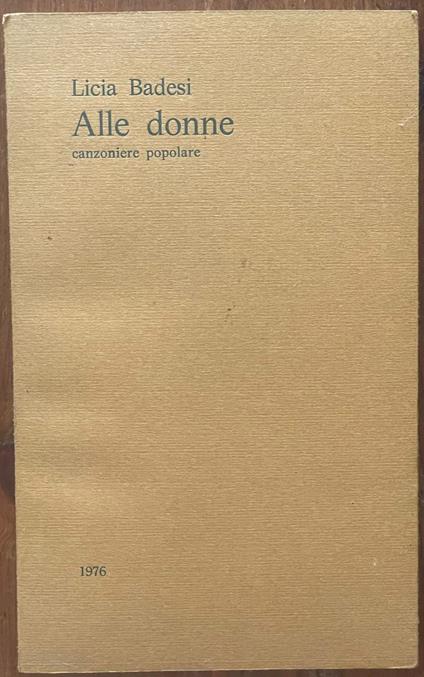 Licia Badesi
Alle donne
canzoniere popolare
1976